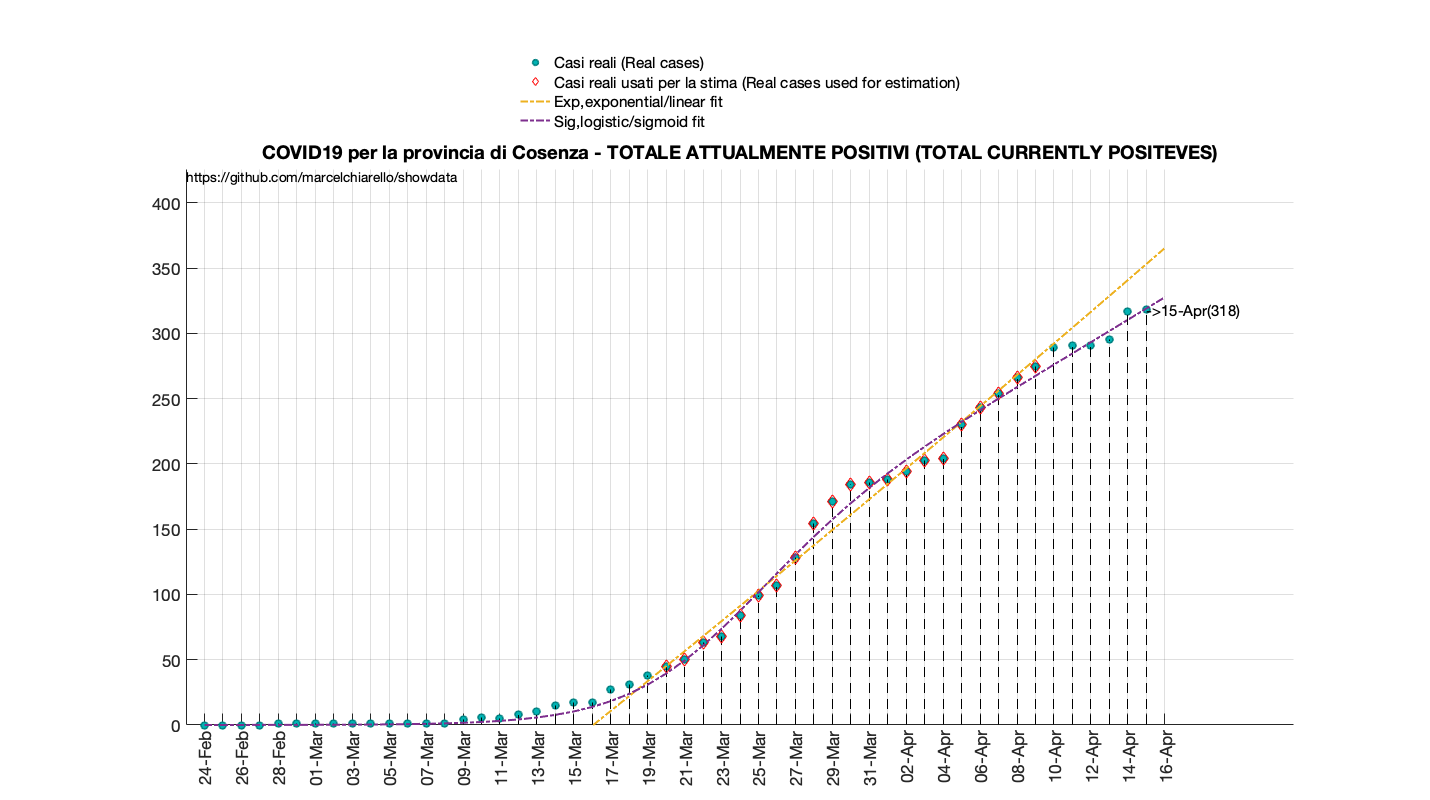 Casi reali (Real cases)
Casi reali usati per la stima (Real cases used for estimation)
Exp,exponential/linear fit
Sig,logistic/sigmoid fit
COVID19 per la provincia di Cosenza - TOTALE ATTUALMENTE POSITIVI (TOTAL CURRENTLY POSITEVES)
https://github.com/marcelchiarello/showdata
400
350
>15-Apr(318)
300
250
200
150
100
50
0
24-Feb
26-Feb
28-Feb
01-Mar
03-Mar
05-Mar
07-Mar
09-Mar
11-Mar
13-Mar
15-Mar
17-Mar
19-Mar
21-Mar
23-Mar
25-Mar
27-Mar
29-Mar
31-Mar
02-Apr
04-Apr
06-Apr
08-Apr
10-Apr
12-Apr
14-Apr
16-Apr